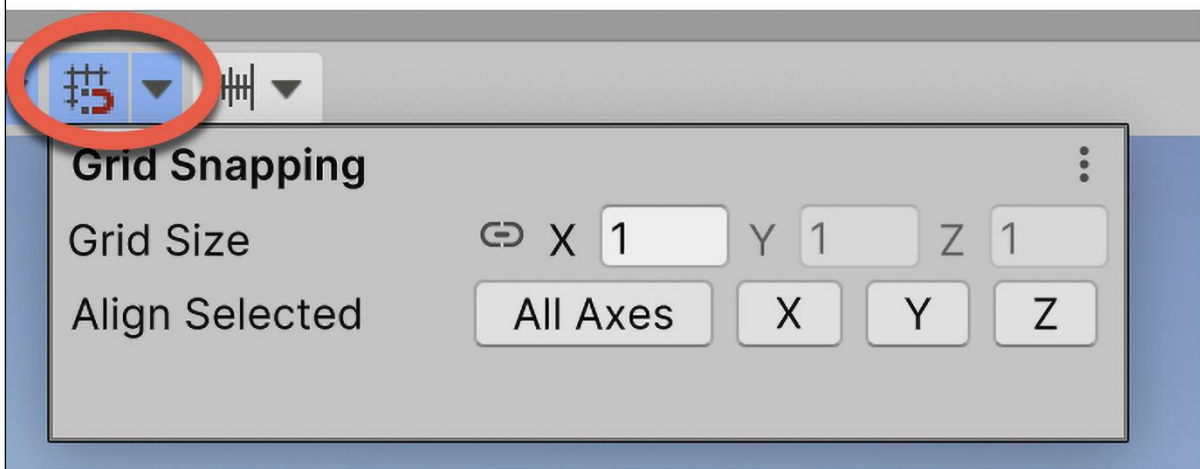 Grid Snapping
Grid Size X 1 Y 1 Z 1
Align Selected All Axes X Y Z